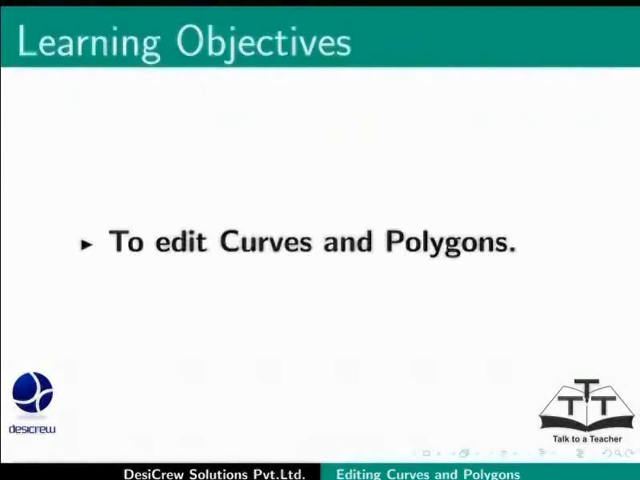 Learning Objectives
► To edit Curves and Polygons.
desicrew
T
T T
Talk to a Teacher
DesiCrew Solutions Pvt.Ltd. Editing Curves and Polygons